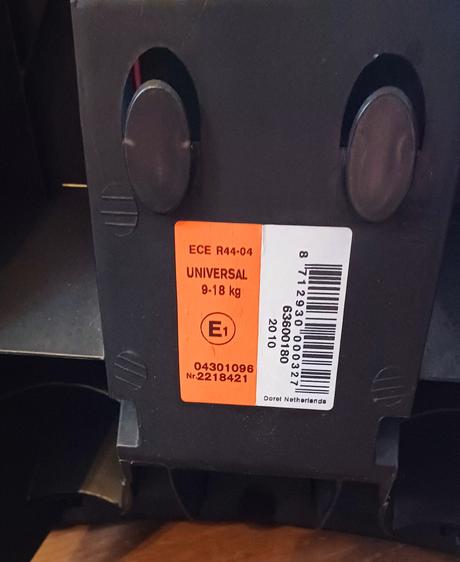 ECE R44-04
UNIVERSAL
9-18 kg
E1
04301096
Nr.2218421
8 712930 000327
63600180
2010
Dorel Netherlands